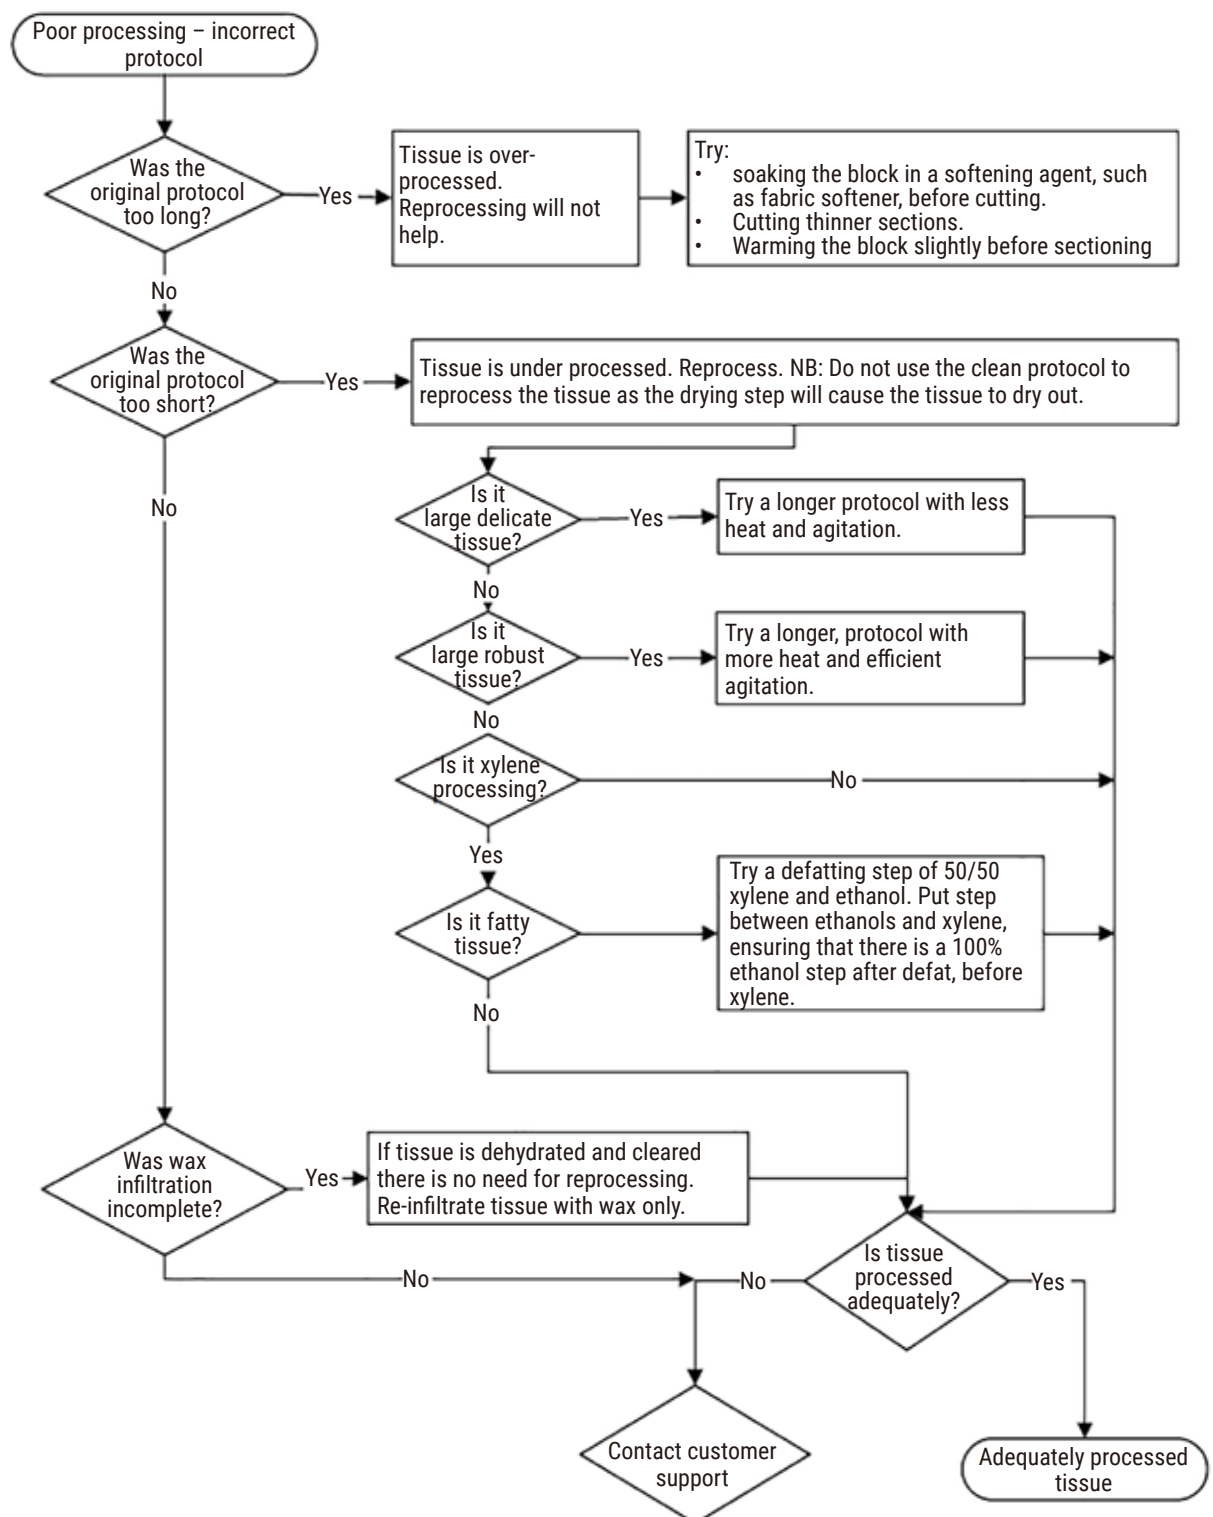 Poor processing – incorrect
protocol
Was the
original protocol
too long?
Yes
Tissue is over-
processed.
Reprocessing will not
help.
Try:
• soaking the block in a softening agent, such
as fabric softener, before cutting.
• Cutting thinner sections.
• Warming the block slightly before sectioning
No
Was the
original protocol
too short?
Yes
Tissue is under processed. Reprocess. NB: Do not use the clean protocol to
reprocess the tissue as the drying step will cause the tissue to dry out.
No
Is it
large delicate
tissue?
Yes
Try a longer protocol with less
heat and agitation.
No
Is it
large robust
tissue?
Yes
Try a longer, protocol with
more heat and efficient
agitation.
No
Is it xylene
processing?
No
Yes
Is it fatty
tissue?
Try a defatting step of 50/50
xylene and ethanol. Put step
between ethanols and xylene,
ensuring that there is a 100%
ethanol step after defat, before
xylene.
No
Was wax
infiltration
incomplete?
Yes
If tissue is dehydrated and cleared
there is no need for reprocessing.
Re-infiltrate tissue with wax only.
No
Is tissue
processed
adequately?
No
Yes
Contact customer
support
Adequately processed
tissue